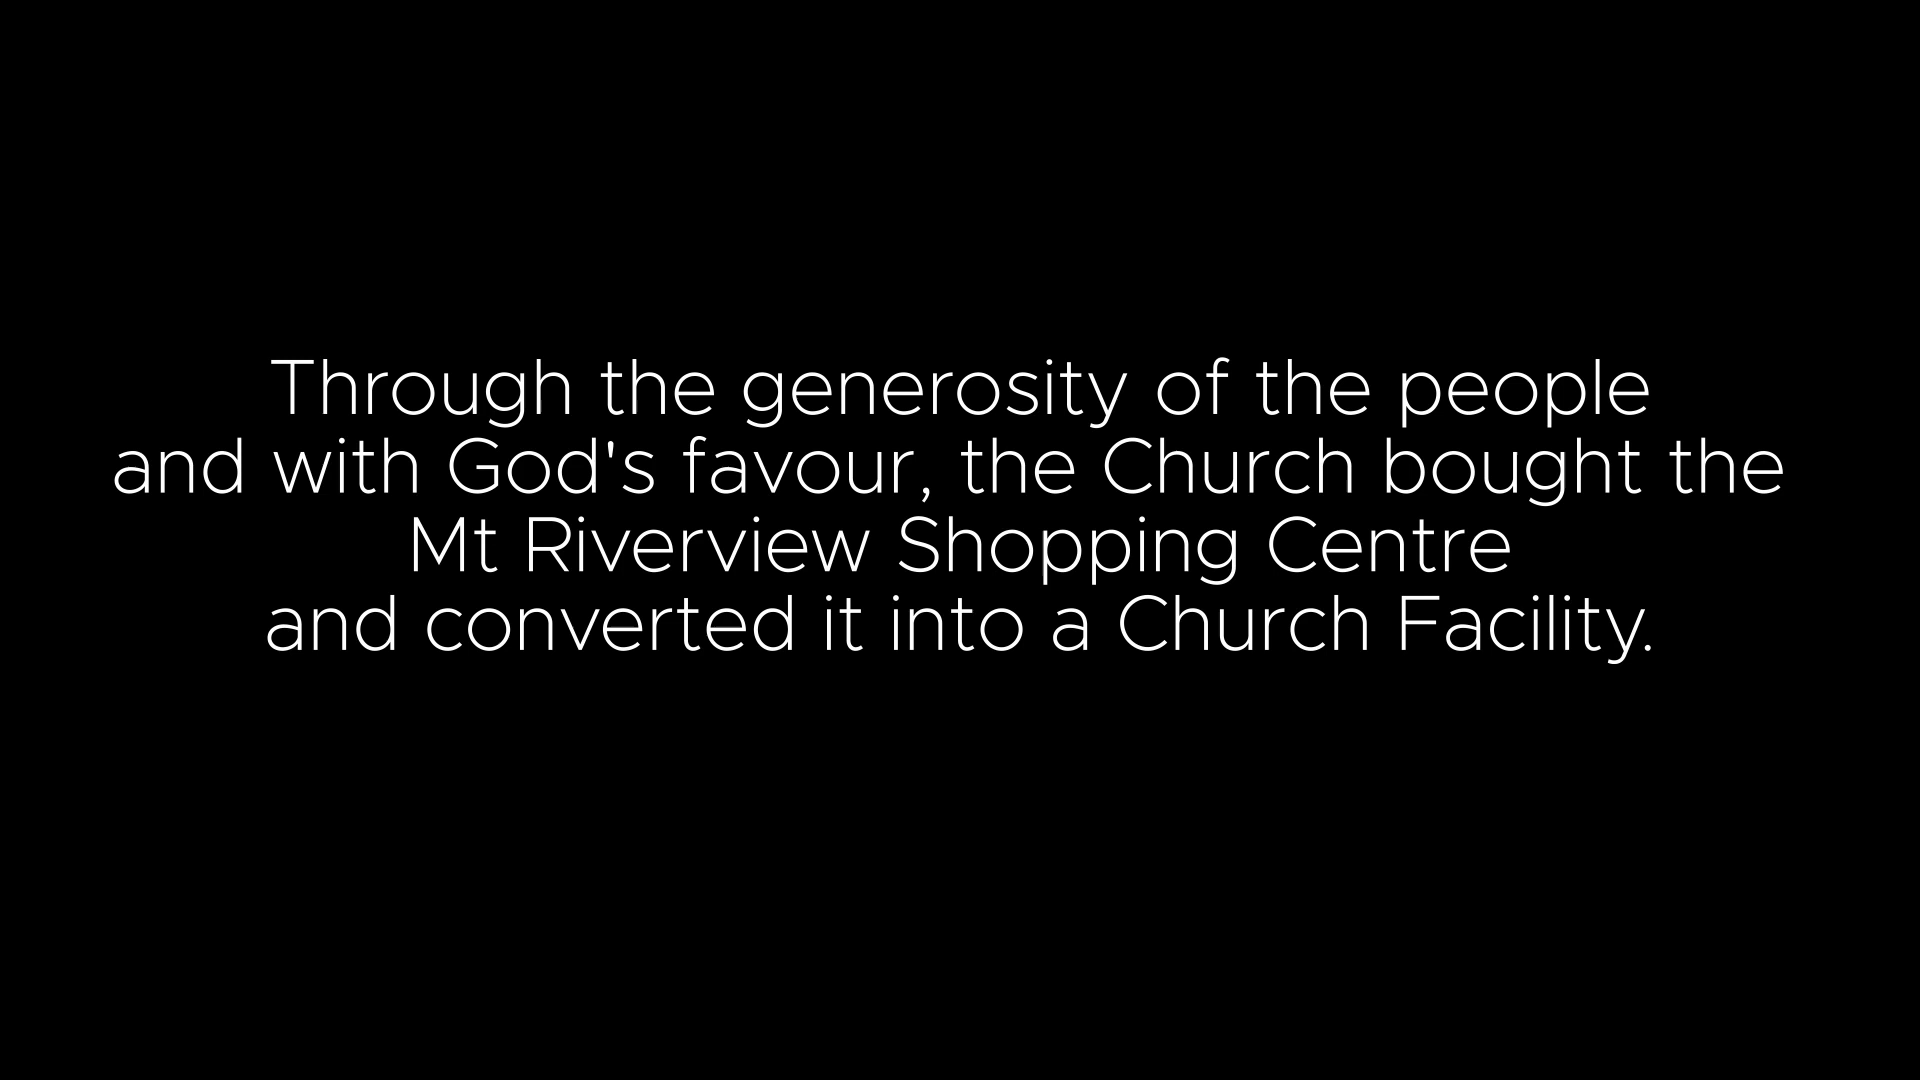 Through the generosity of the people
and with God's favour, the Church bought the
Mt Riverview Shopping Centre
and converted it into a Church Facility.